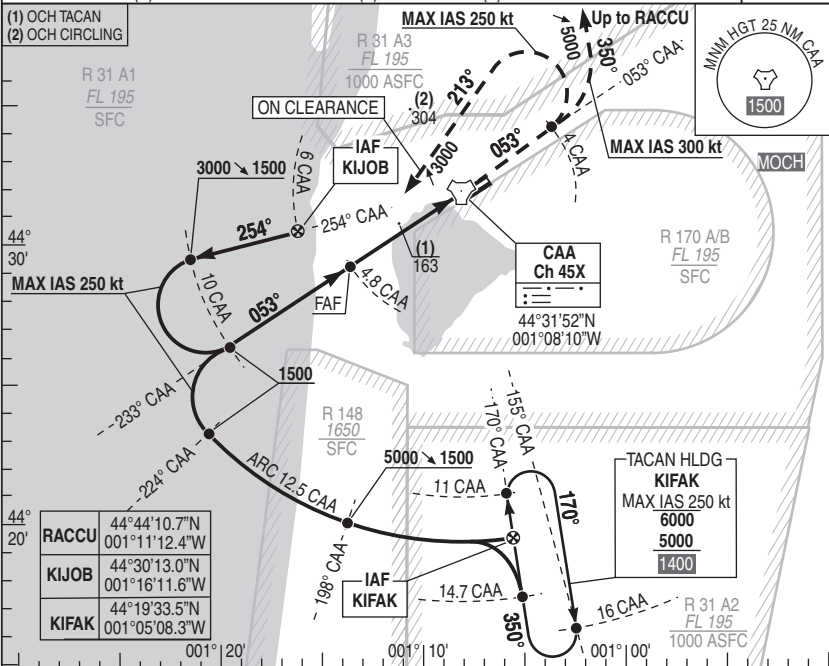 (1) OCH TACAN
(2) OCH CIRCLING
R 31 A1
FL 195
SFC
R 31 A3
FL 195
1000 ASFC
MAX IAS 250 kt
5000
Up to RACCU
350°
053° CAA
MNM HGT 25 NM CAA
1500
ON CLEARANCE
(2)
304
213°
3000
053°
4 CAA
MAX IAS 300 kt
MOCH
IAF
KIJOB
6 CAA
3000 ↘ 1500
254°
254° CAA
(1)
163
CAA
Ch 45X
44°31'52"N
001°08'10"W
R 170 A/B
FL 195
SFC
44°
30'
MAX IAS 250 kt
10 CAA
053°
FAF
4.8 CAA
1500
233° CAA
224° CAA
R 148
1650
SFC
ARC 12.5 CAA
5000 ↘ 1500
198° CAA
11 CAA
170° CAA
155° CAA
170°
TACAN HLDG
KIFAK
MAX IAS 250 kt
6000
5000
1400
IAF
KIFAK
14.7 CAA
350°
16 CAA
R 31 A2
FL 195
1000 ASFC
44°
20'
RACCU 44°44'10.7"N
001°11'12.4"W
KIJOB 44°30'13.0"N
001°16'11.6"W
KIFAK 44°19'33.5"N
001°05'08.3"W
001°20'
001°10'
001°00'